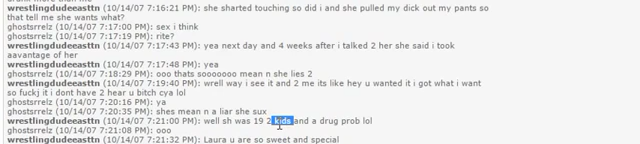 wrestlingdudeeasttn (10/14/07 7:16:21 PM): she sharted touching so did i and she pulled my dick out my pants so
that tell me she wants what?
ghostsrrelz (10/14/07 7:17:00 PM): sex i think
ghostsrrelz (10/14/07 7:17:19 PM): rite?
wrestlingdudeeasttn (10/14/07 7:17:43 PM): yea next day and 4 weeks after i talked 2 her she said i took
aavantage of her
wrestlingdudeeasttn (10/14/07 7:17:48 PM): yea
ghostsrrelz (10/14/07 7:18:29 PM): ooo thats sooooooo mean n she lies 2
wrestlingdudeeasttn (10/14/07 7:19:40 PM): werell way i see it and 2 me its like hey u wanted it i got what i want
so fuckj it i dont have 2 hear u bitch cya lol
ghostsrrelz (10/14/07 7:20:16 PM): ya
ghostsrrelz (10/14/07 7:20:35 PM): shes mean n a liar she sux
wrestlingdudeeasttn (10/14/07 7:21:00 PM): well sh was 19 2 kids and a drug prob lol
ghostsrrelz (10/14/07 7:21:08 PM): ooo
wrestlingdudeeasttn (10/14/07 7:21:32 PM): Laura u are so sweet and special